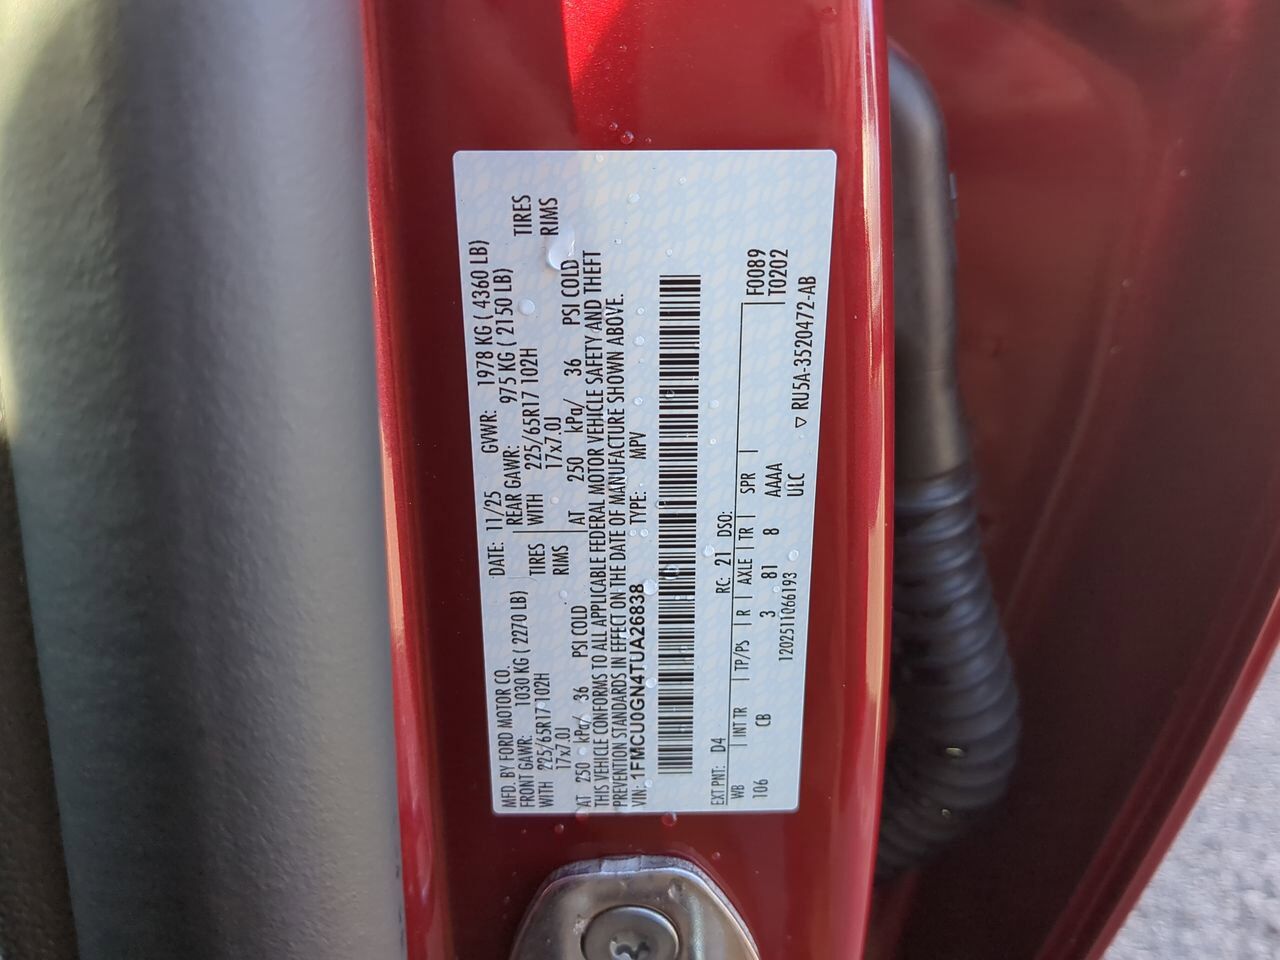 MFD. BY FORD MOTOR CO. DATE: 11/25 GVWR: 1978 KG ( 4360 LB)
FRONT GAWR: 1030 KG ( 2270 LB) REAR GAWR: 975 KG ( 2150 LB)
WITH 225/65R17 102H TIRES WITH 225/65R17 102H TIRES
17x7.0J RIMS 17x7.0J RIMS
AT 250 kPa/ 36 PSI COLD AT 250 kPa/ 36 PSI COLD
THIS VEHICLE CONFORMS TO ALL APPLICABLE FEDERAL MOTOR VEHICLE SAFETY AND THEFT
PREVENTION STANDARDS IN EFFECT ON THE DATE OF MANUFACTURE SHOWN ABOVE.
VIN: 1FMCU0GN4TUA26838 TYPE: MPV
EXT PNT: D4 RC: 21 DSO: F0089
WB INT TR TP/PS R AXLE TR SPR T0202
106 CB 3 81 8 AAAA
1202511066193 ULC ▽ RU5A-3520472-AB